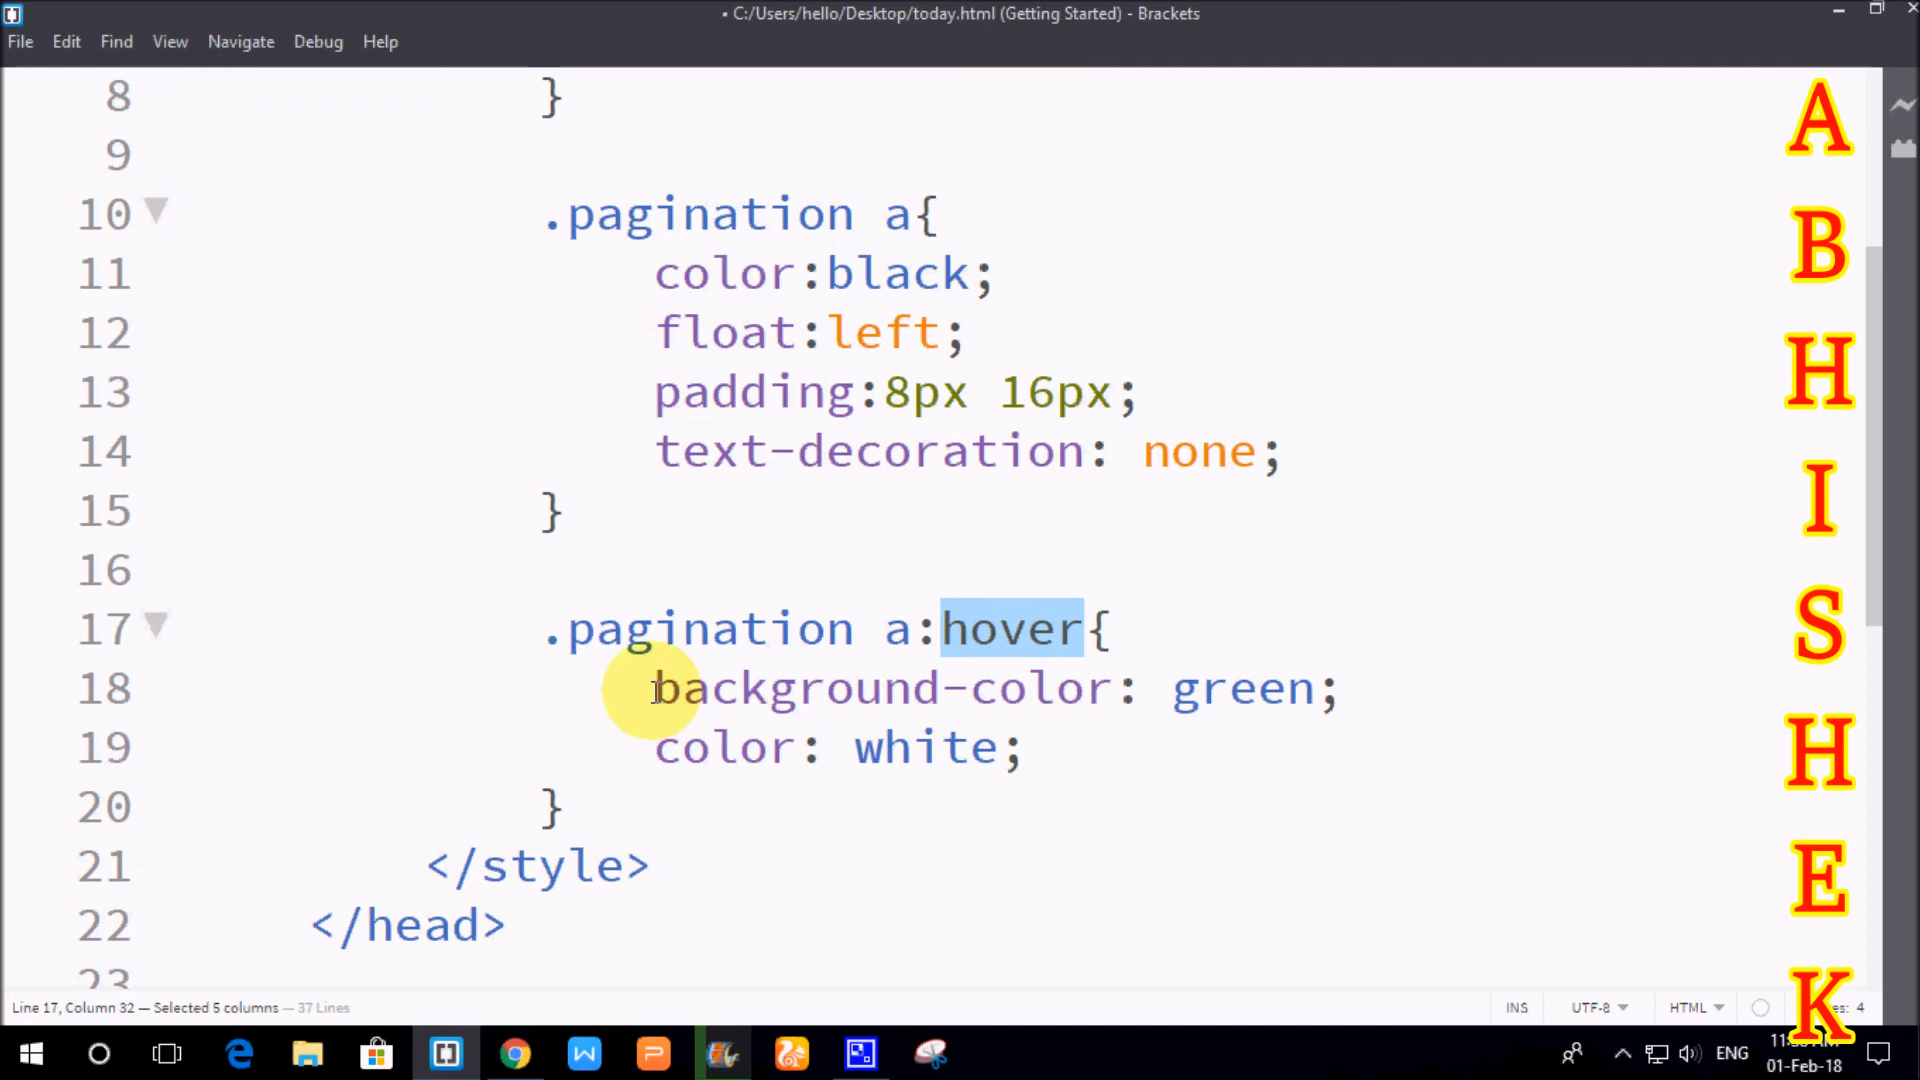 • C:/Users/hello/Desktop/today.html (Getting Started) - Brackets
File Edit Find View Navigate Debug Help
8 }
9
10 .pagination a{
11 color:black;
12 float:left;
13 padding:8px 16px;
14 text-decoration: none;
15 }
16
17 .pagination a:hover{
18 background-color: green;
19 color: white;
20 }
21 </style>
22 </head>
23
Line 17, Column 32 — Selected 5 columns — 37 Lines
INS UTF-8 HTML 4
ENG
01-Feb-18
A
B
H
I
S
H
E
K